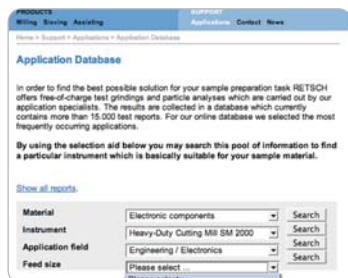 PRODUCTS SUPPORT
Milling Sieving Assisting Applications Contact News
Home > Support > Applications > Application Database
Application Database
In order to find the best possible solution for your sample preparation task RETSCH
offers free-of-charge test grindings and particle analyses which are carried out by our
application specialists. The results are collected in a database which currently
contains more than 15.000 test reports. For our online database we selected the most
frequently occurring applications.
By using the selection aid below you may search this pool of information to find
a particular instrument which is basically suitable for your sample material.
Show all reports.
Material Electronic components Search
Instrument Heavy-Duty Cutting Mill SM 2000 Search
Application field Engineering / Electronics Search
Feed size Please select ... Search